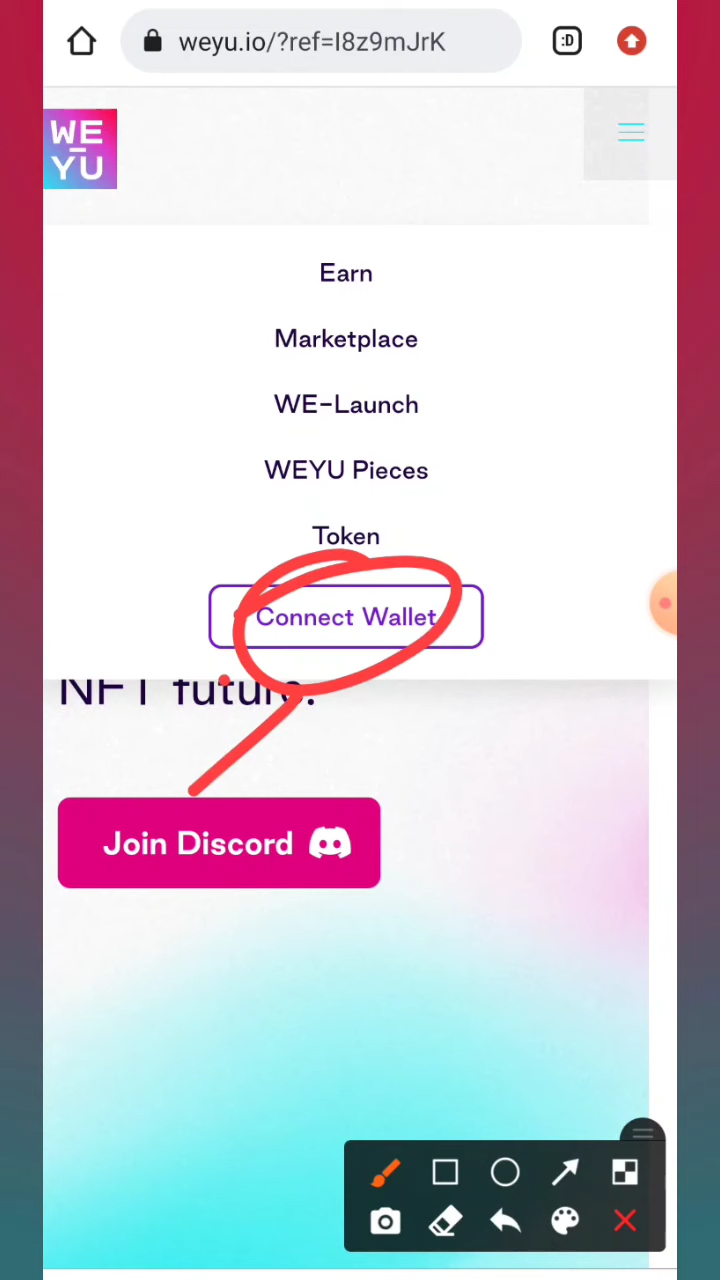 :D
weyu.io/?ref=I8z9mJrK
WE
YU
Earn
Marketplace
WE-Launch
WEYU Pieces
Token
Connect Wallet
NFT future.
Join Discord